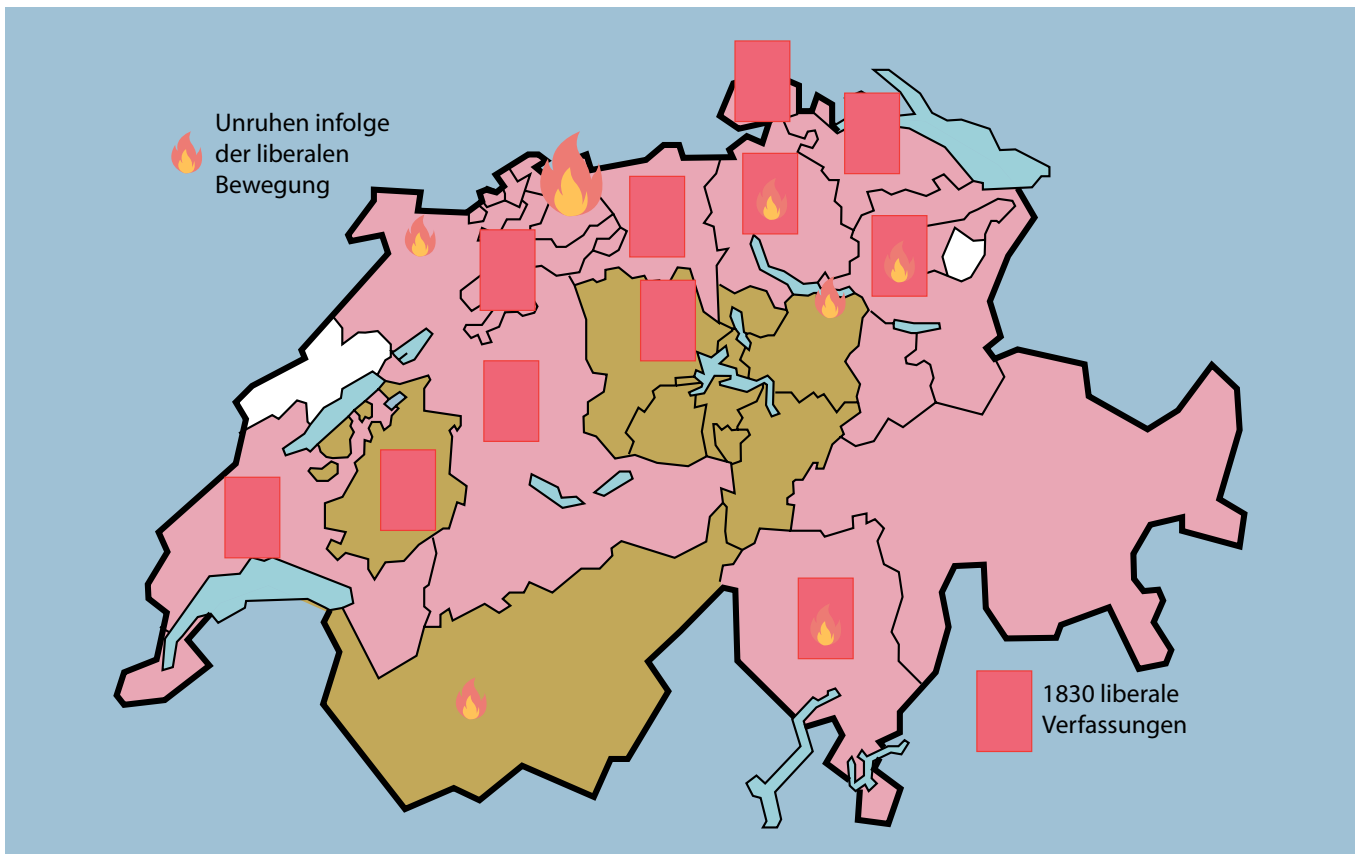 Unruhen infolge
der liberalen
Bewegung
1830 liberale
Verfassungen